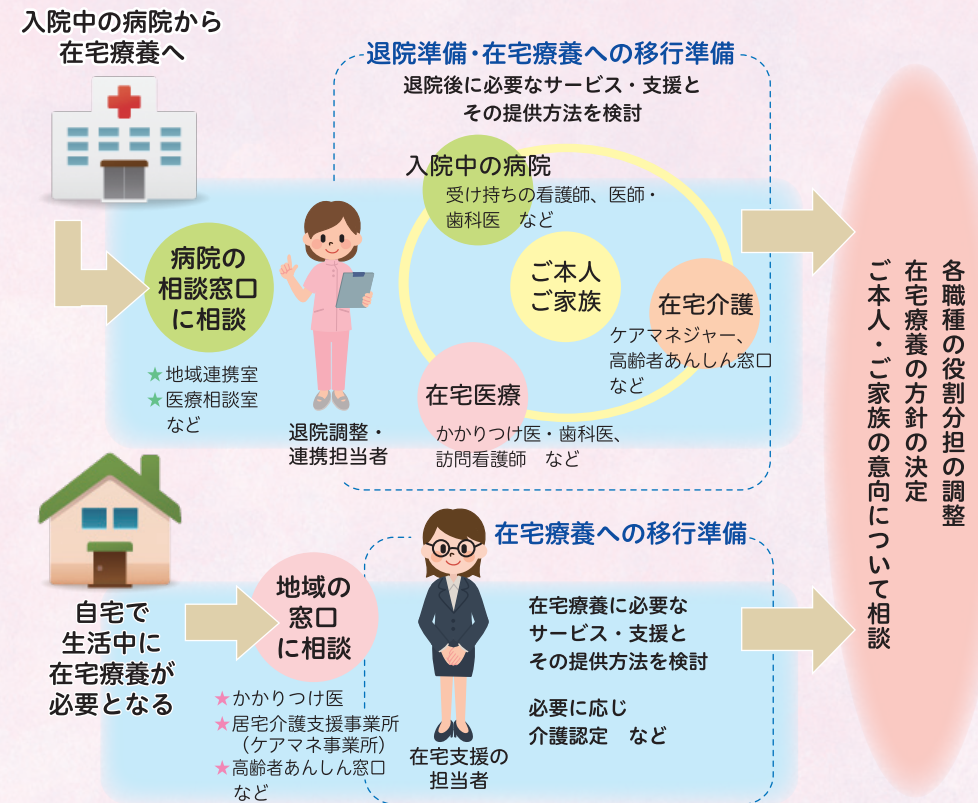 入院中の病院から
在宅療養へ
病院の
相談窓口
に相談
★地域連携室
★医療相談室
など
退院調整・
連携担当者
退院準備・在宅療養への移行準備
退院後に必要なサービス・支援と
その提供方法を検討
入院中の病院
受け持ちの看護師、医師・
歯科医　など
ご本人
ご家族
在宅介護
ケアマネジャー、
高齢者あんしん窓口
など
在宅医療
かかりつけ医・歯科医、
訪問看護師　など
自宅で
生活中に
在宅療養が
必要となる
地域の
窓口
に相談
★かかりつけ医
★居宅介護支援事業所
（ケアマネ事業所）
★高齢者あんしん窓口
など
在宅支援の
担当者
在宅療養への移行準備
在宅療養に必要な
サービス・支援と
その提供方法を検討
必要に応じ
介護認定　など
各職種の役割分担の調整
在宅療養の方針の決定
ご本人・ご家族の意向について相談